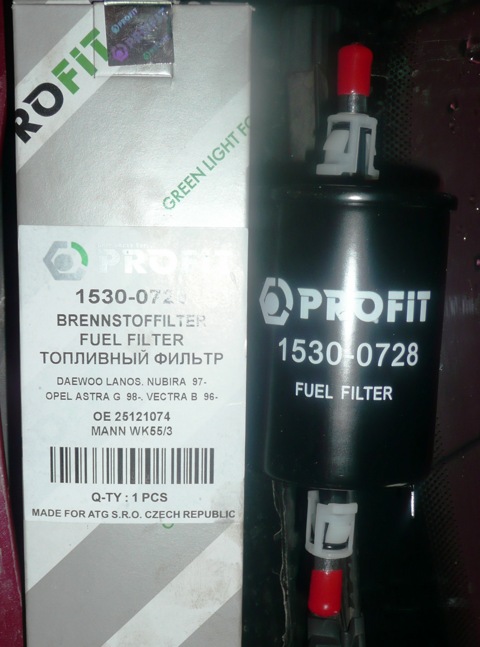 PROFIT
PROFIT
GREEN LIGHT FO
PROFIT
1530-072
BRENNSTOFFILTER
FUEL FILTER
ТОПЛИВНЫЙ ФИЛЬТР
DAEWOO LANOS. NUBIRA 97-
OPEL ASTRA G 98-. VECTRA B 96-
OE 25121074
MANN WK55/3
Q-TY : 1 PCS
MADE FOR ATG S.R.O. CZECH REPUBLIC
PROFIT
1530-0728
FUEL FILTER